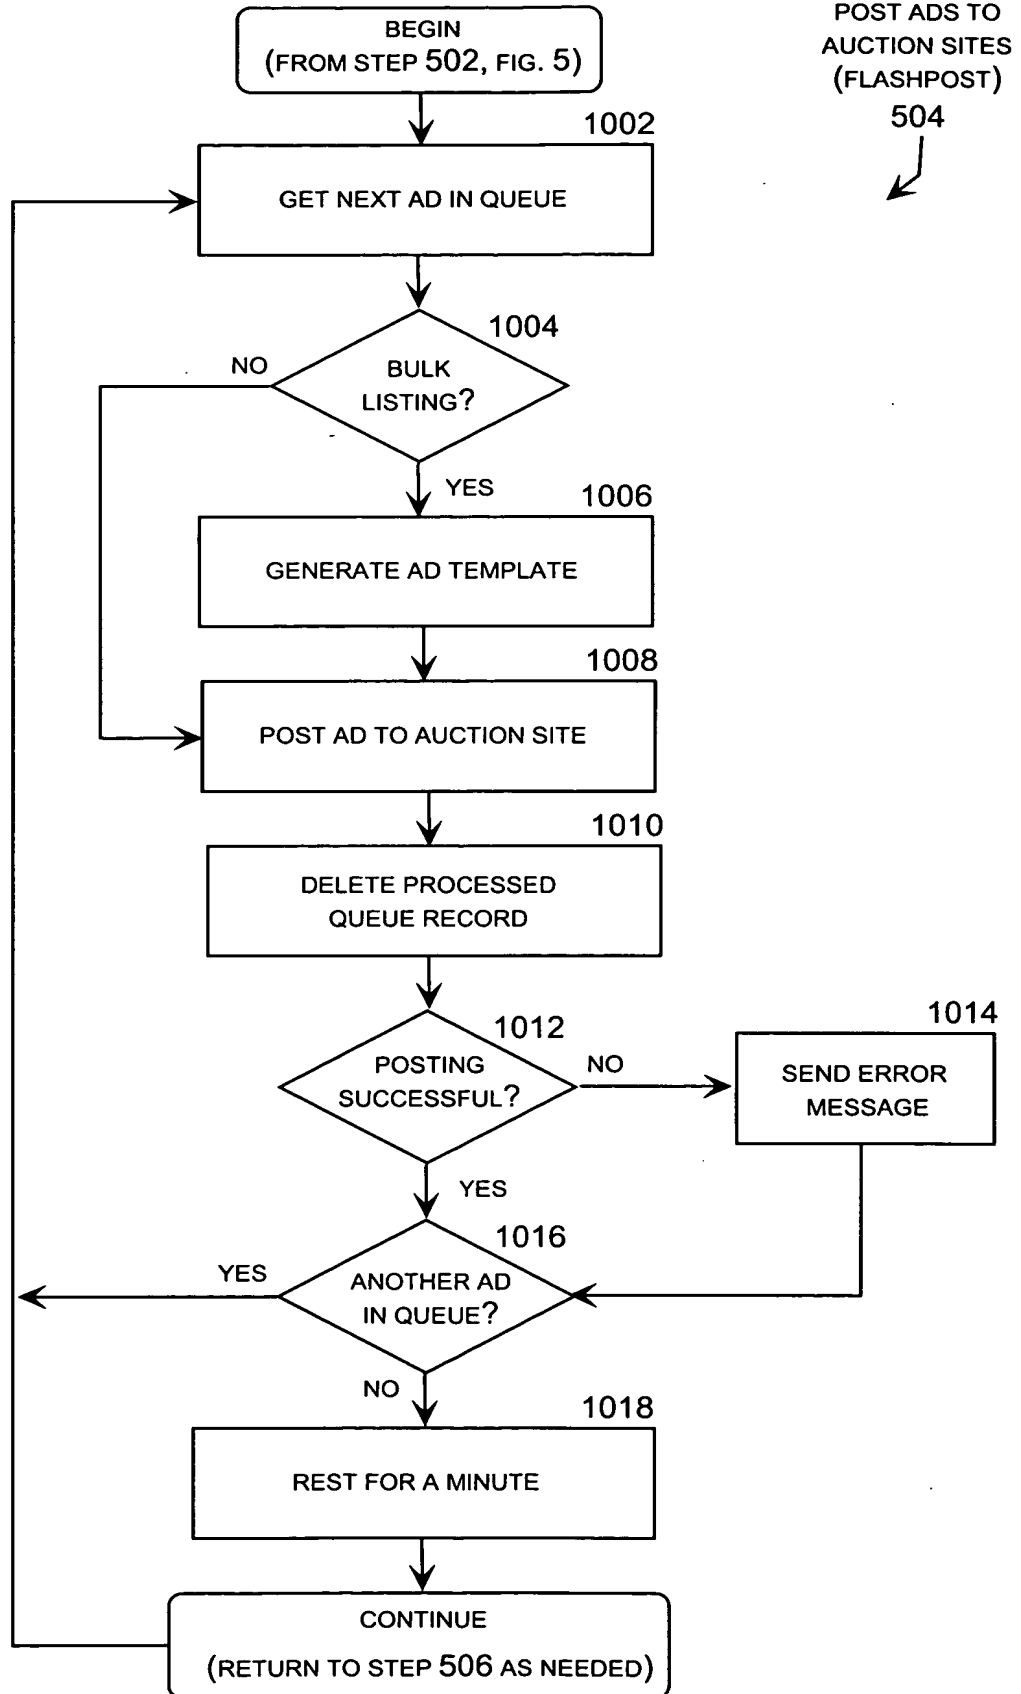 POST ADS TO
AUCTION SITES
(FLASHPOST)
504
BEGIN
(FROM STEP 502, FIG. 5)
1002
GET NEXT AD IN QUEUE
1004
BULK
LISTING?
NO
YES
1006
GENERATE AD TEMPLATE
1008
POST AD TO AUCTION SITE
1010
DELETE PROCESSED
QUEUE RECORD
1012
POSTING
SUCCESSFUL?
NO
1014
SEND ERROR
MESSAGE
YES
1016
ANOTHER AD
IN QUEUE?
YES
NO
1018
REST FOR A MINUTE
CONTINUE
(RETURN TO STEP 506 AS NEEDED)